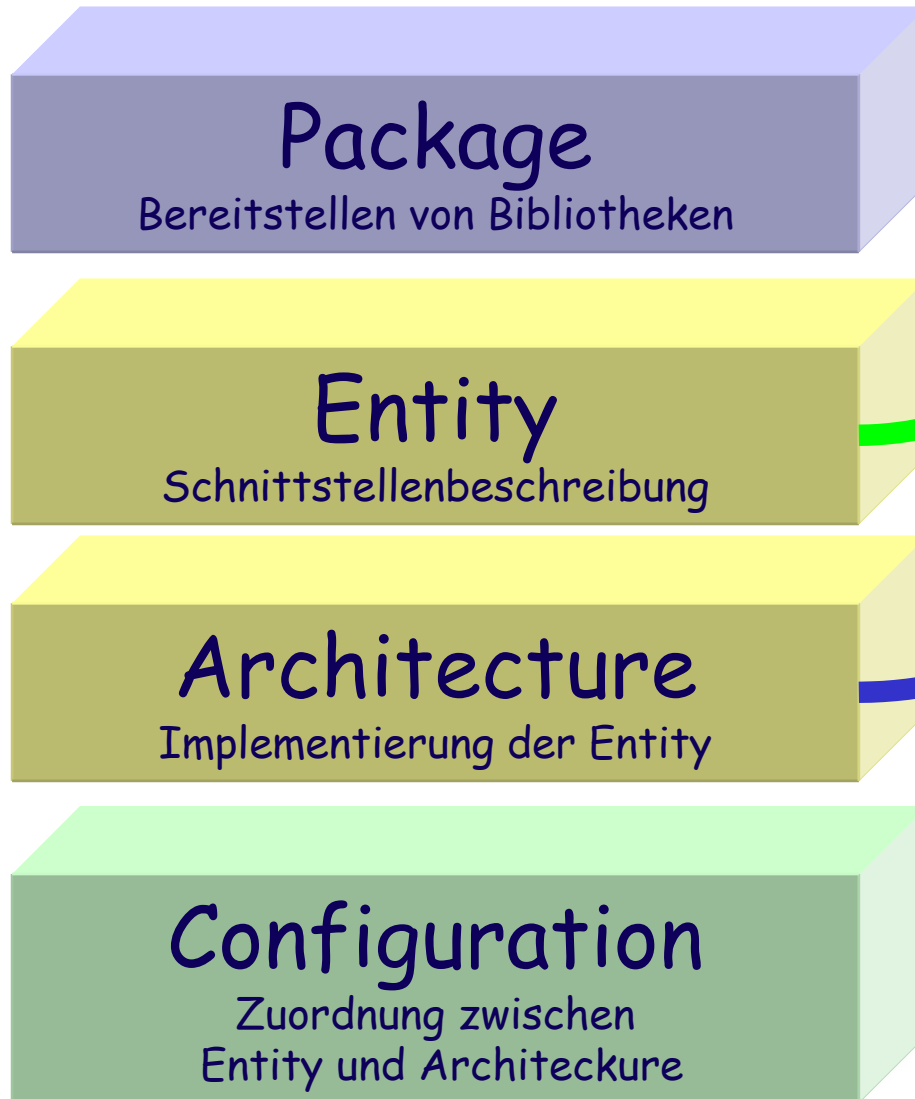 Package
Bereitstellen von Bibliotheken
Entity
Schnittstellenbeschreibung
Architecture
Implementierung der Entity
Configuration
Zuordnung zwischen
Entity und Architeckure